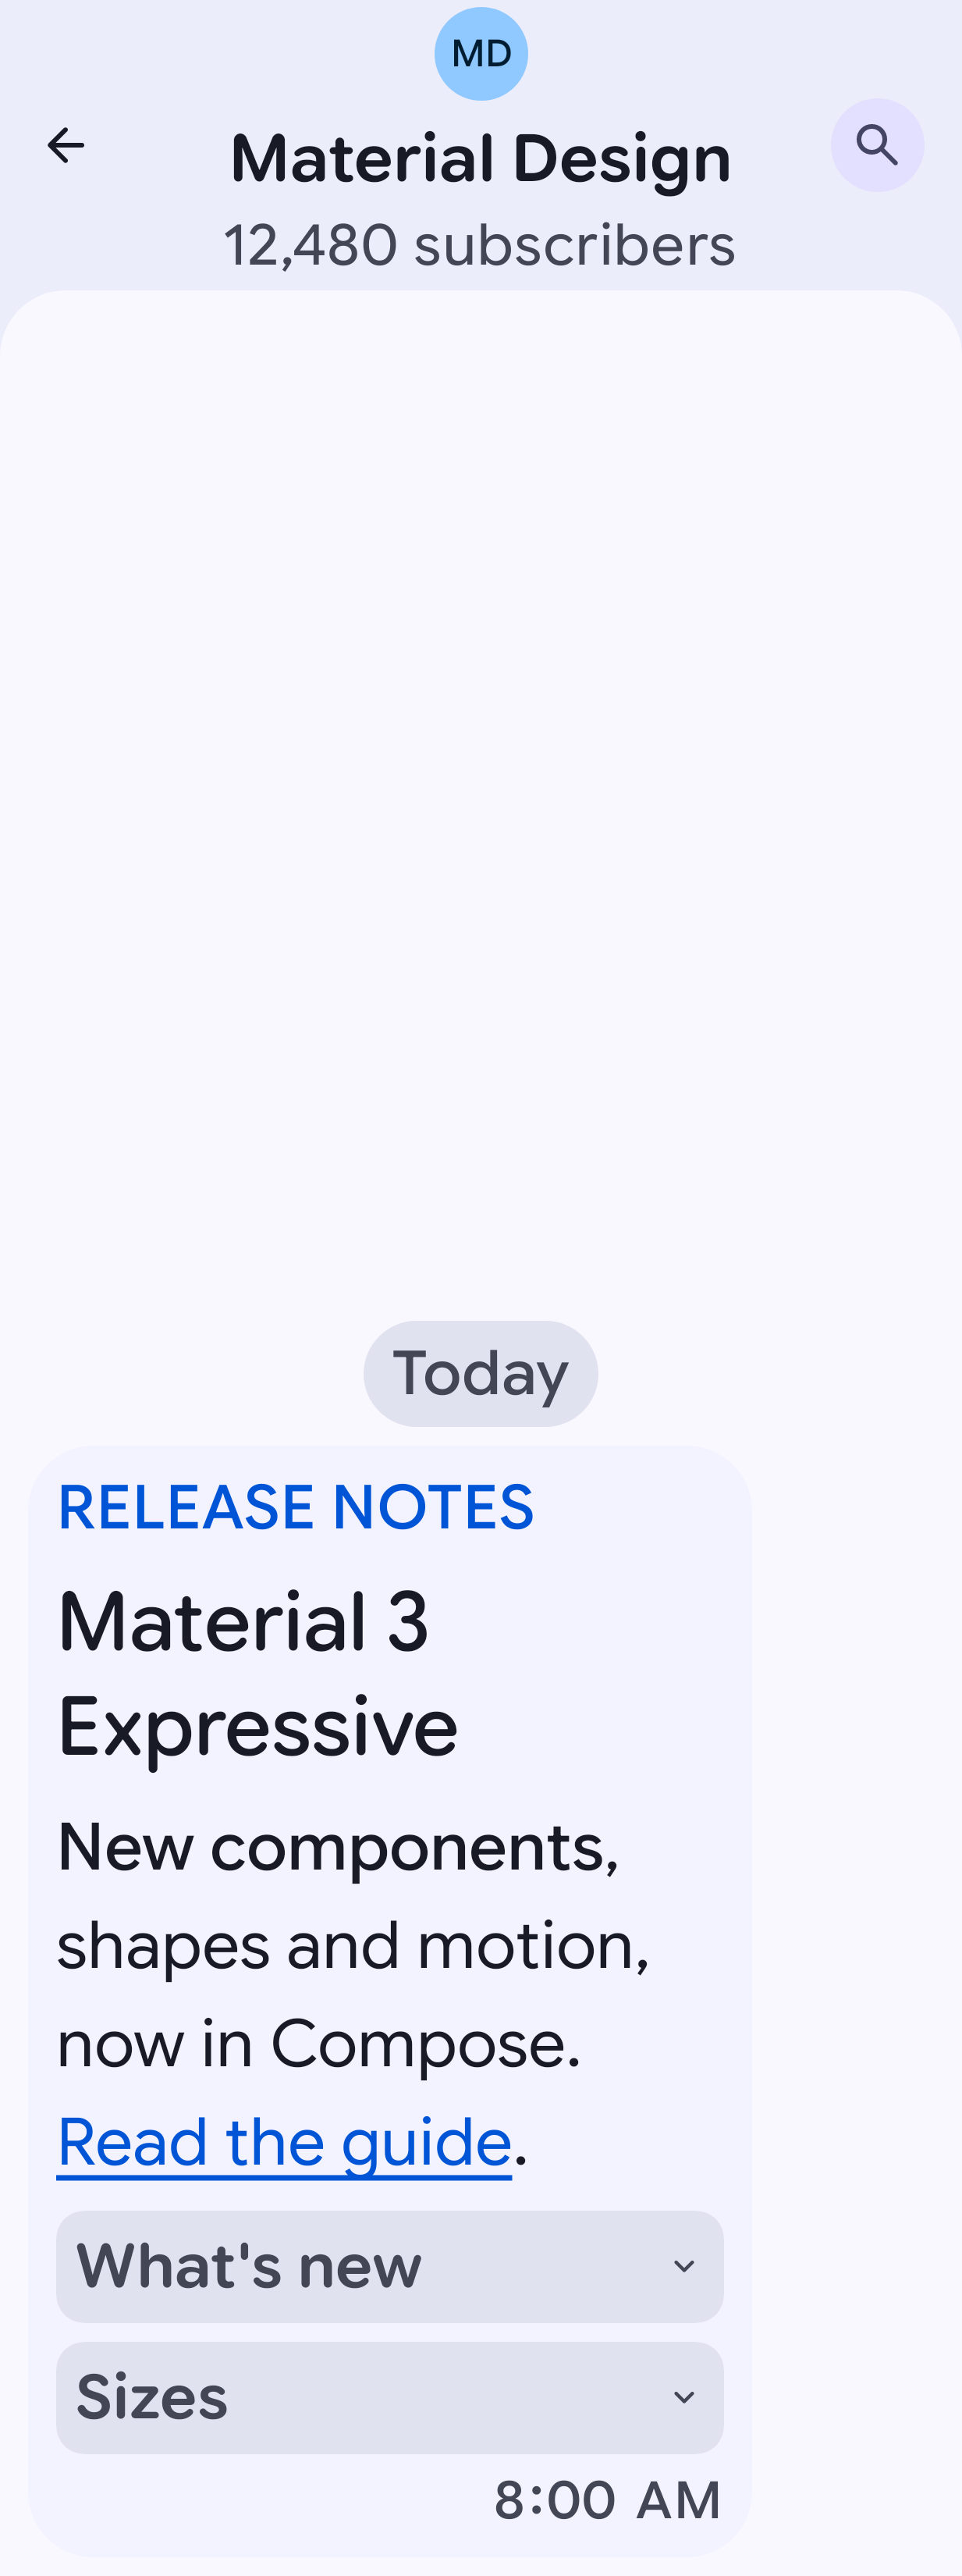 MD
Material Design
12,480 subscribers
Today
RELEASE NOTES
Material 3
Expressive
New components,
shapes and motion,
now in Compose.
Read the guide.
What's new
Sizes
8:00 AM